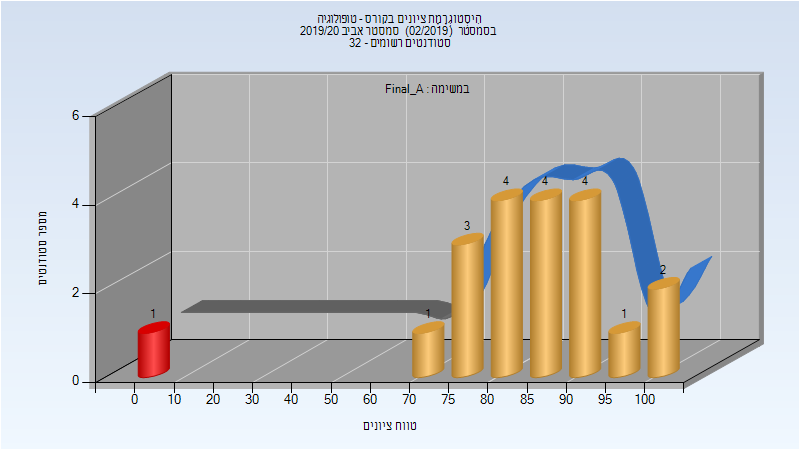 היסטוגרמת ציונים בקורס - טופולוגיה
בסמסטר (02/2019) סמסטר אביב 2019/20
סטודנטים רשומים - 32
במשימה : Final_A
מספר סטודנטים
6
4
2
0
1
1
3
4
4
4
1
2
0 10 20 30 40 50 60 70 75 80 85 90 95 100
טווח ציונים